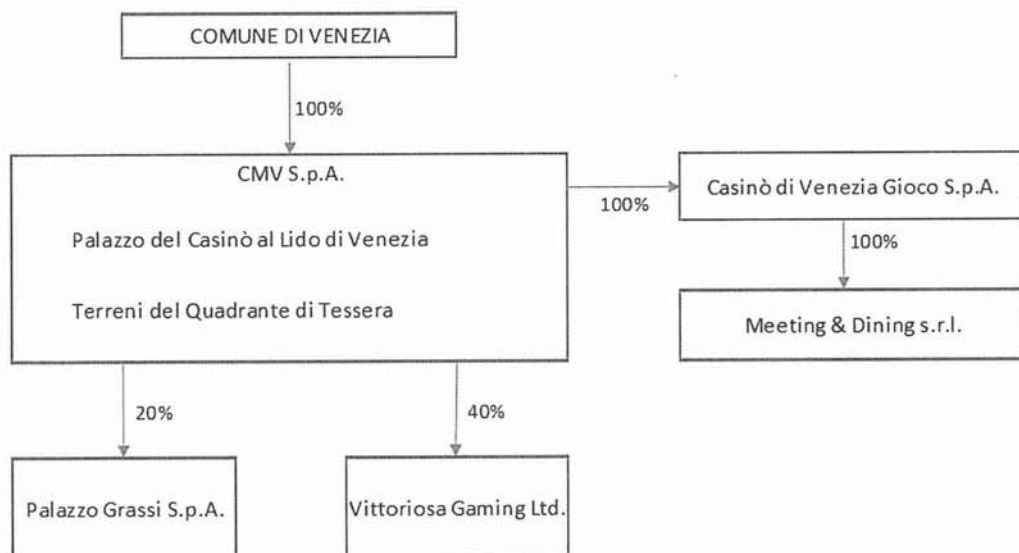 COMUNE DI VENEZIA
100%
CMV S.p.A.
Palazzo del Casinò al Lido di Venezia
Terreni del Quadrante di Tessera
100%
Casinò di Venezia Gioco S.p.A.
100%
Meeting & Dining s.r.l.
20%
40%
Palazzo Grassi S.p.A.
Vittoriosa Gaming Ltd.